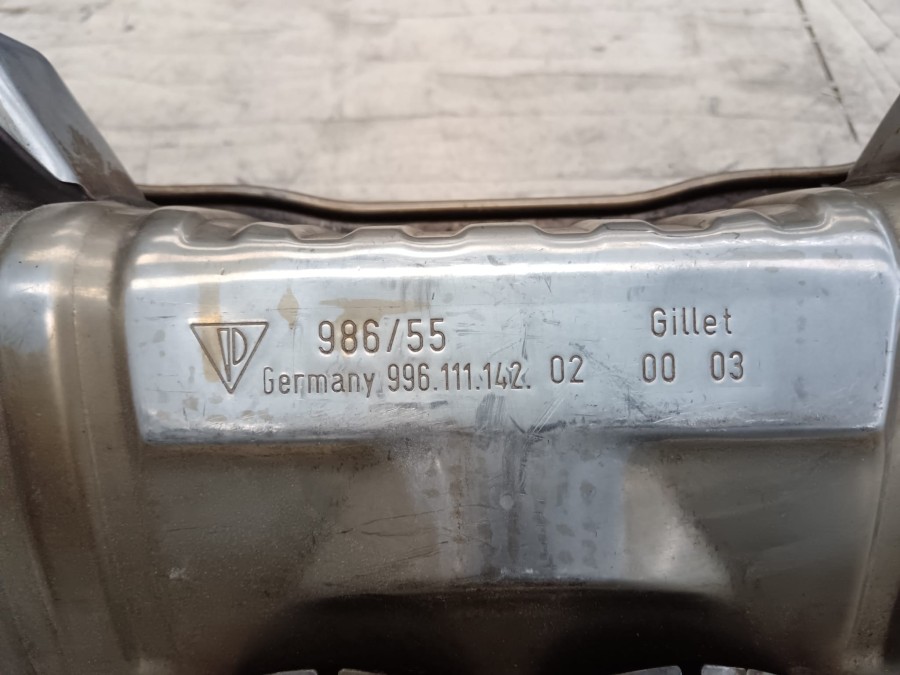 986/55 Gillet
Germany 996.111.142. 02 00 03